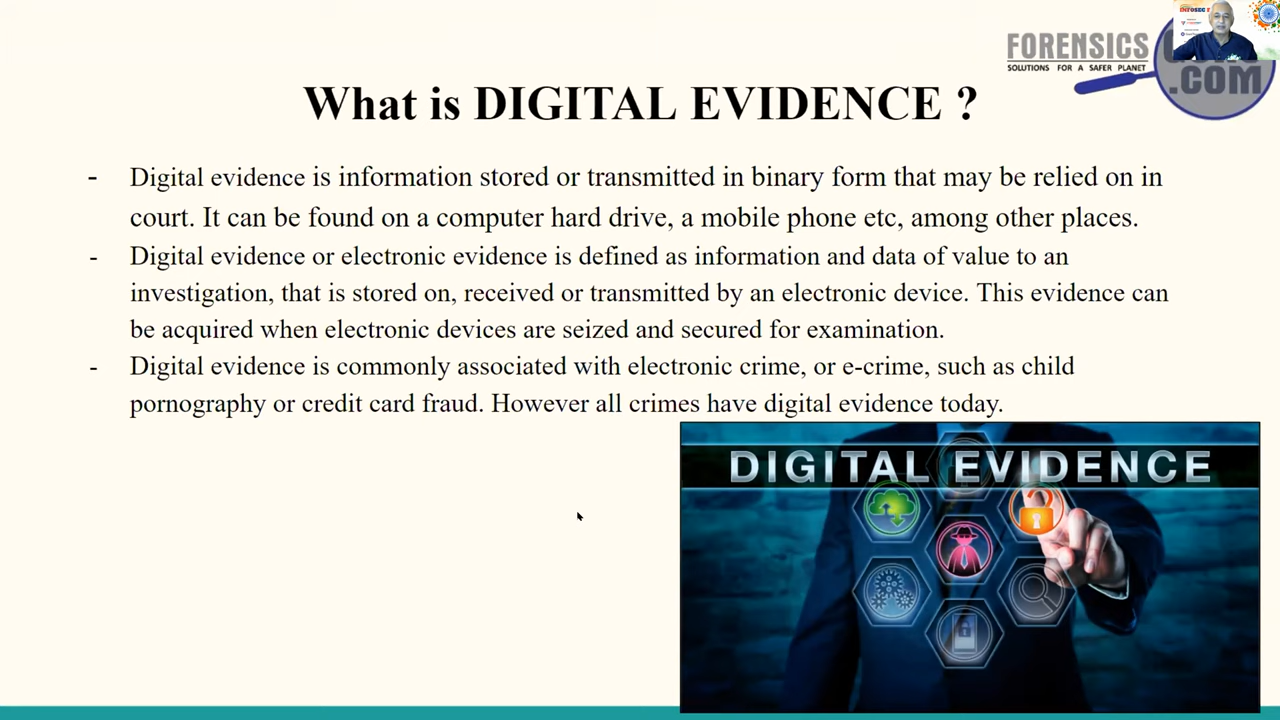 INFOSEC
FORENSICS
SOLUTIONS FOR A SAFER PLANET
.COM
What is DIGITAL EVIDENCE ?
- Digital evidence is information stored or transmitted in binary form that may be relied on in
court. It can be found on a computer hard drive, a mobile phone etc, among other places.
- Digital evidence or electronic evidence is defined as information and data of value to an
investigation, that is stored on, received or transmitted by an electronic device. This evidence can
be acquired when electronic devices are seized and secured for examination.
- Digital evidence is commonly associated with electronic crime, or e-crime, such as child
pornography or credit card fraud. However all crimes have digital evidence today.
DIGITAL EVIDENCE